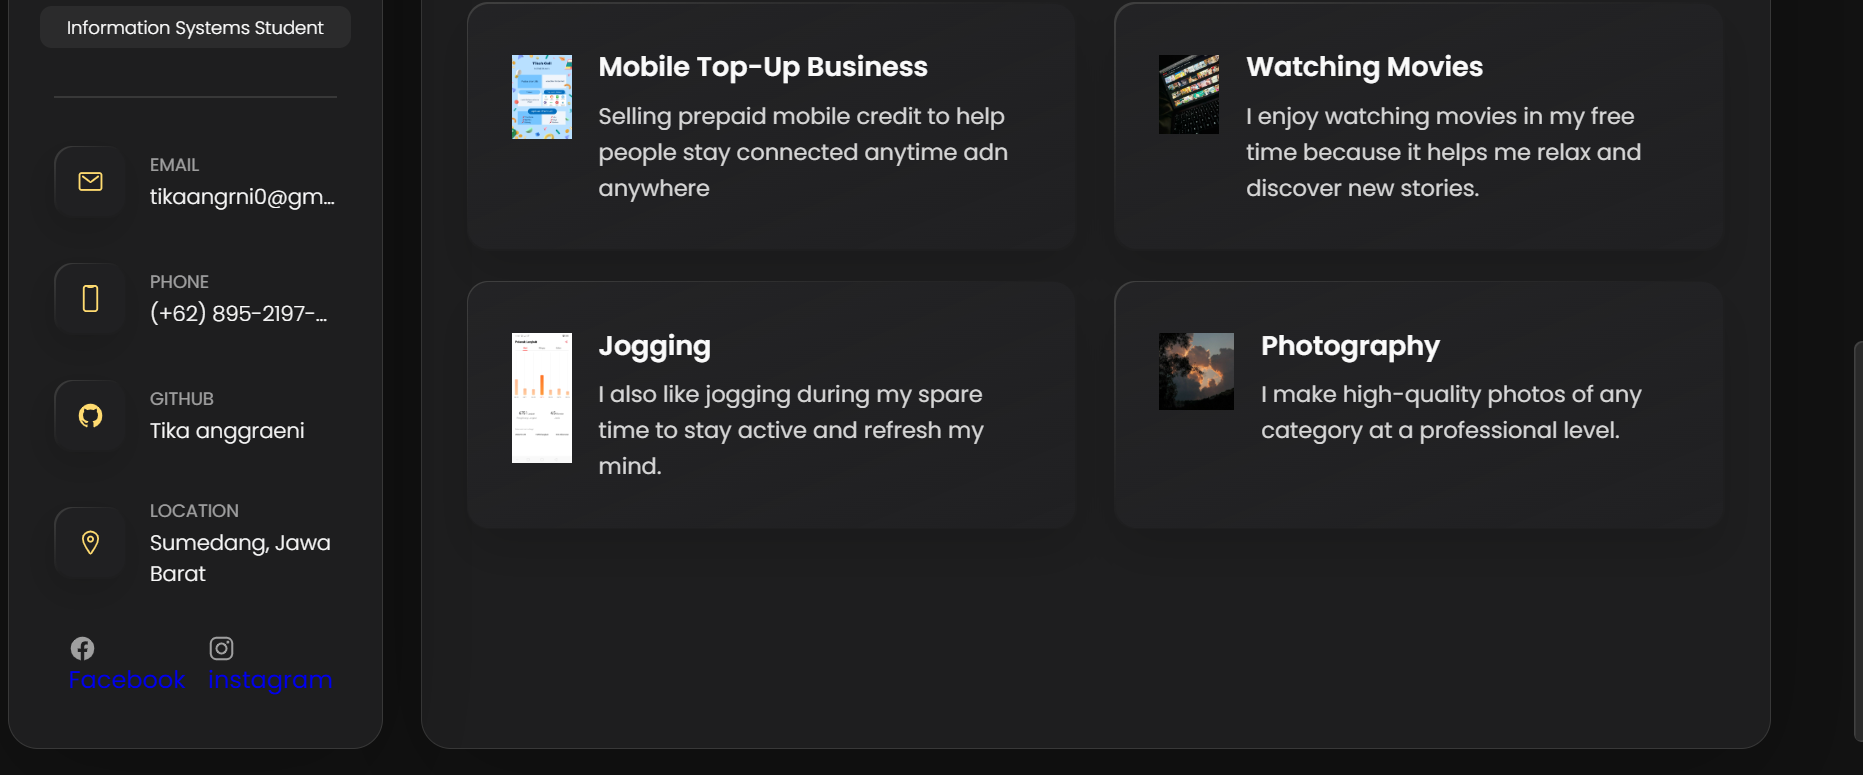 Information Systems Student
EMAIL
tikaangrni0@gm...
PHONE
(+62) 895-2197-...
GITHUB
Tika anggraeni
LOCATION
Sumedang, Jawa
Barat
Facebook
instagram
Mobile Top-Up Business
Selling prepaid mobile credit to help
people stay connected anytime adn
anywhere
Watching Movies
I enjoy watching movies in my free
time because it helps me relax and
discover new stories.
Jogging
I also like jogging during my spare
time to stay active and refresh my
mind.
Photography
I make high-quality photos of any
category at a professional level.